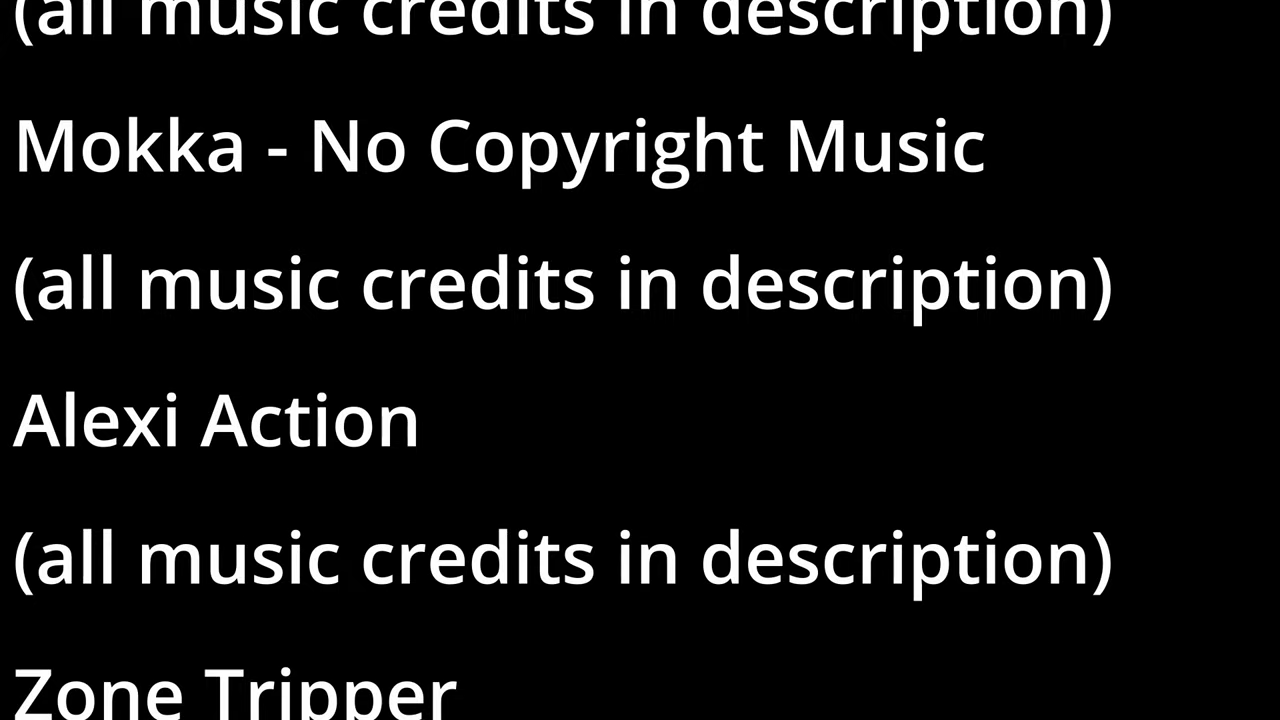 (all music credits in description)
Mokka - No Copyright Music
(all music credits in description)
Alexi Action
(all music credits in description)
Zone Tripper